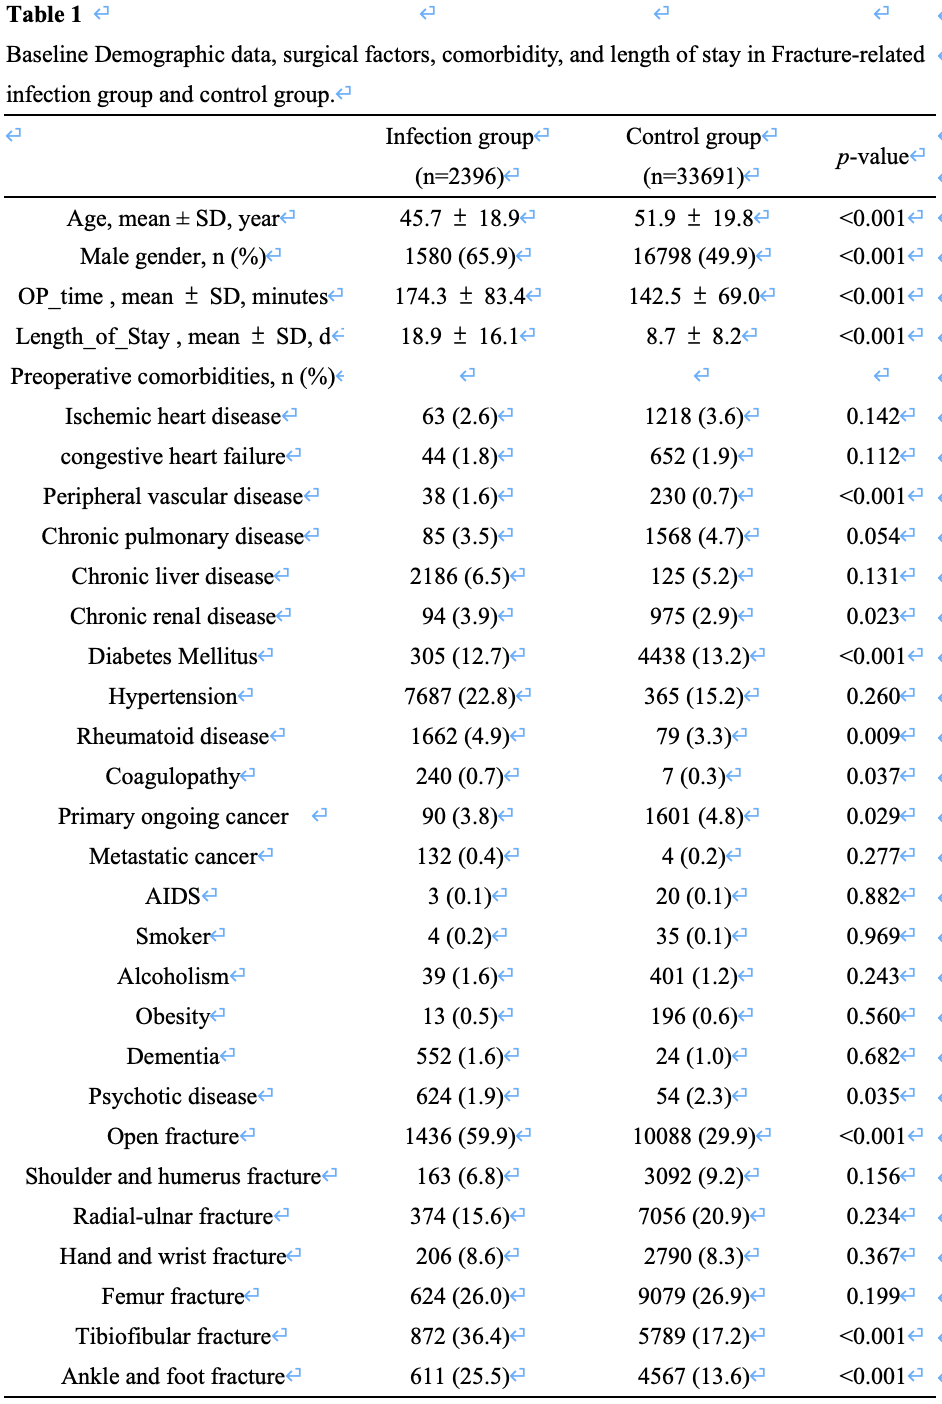 Table 1
Baseline Demographic data, surgical factors, comorbidity, and length of stay in Fracture-related
infection group and control group.
Infection group Control group p-value
(n=2396) (n=33691)
Age, mean ± SD, year 45.7 ± 18.9 51.9 ± 19.8 <0.001
Male gender, n (%) 1580 (65.9) 16798 (49.9) <0.001
OP_time , mean ± SD, minutes 174.3 ± 83.4 142.5 ± 69.0 <0.001
Length_of_Stay , mean ± SD, d 18.9 ± 16.1 8.7 ± 8.2 <0.001
Preoperative comorbidities, n (%)
Ischemic heart disease 63 (2.6) 1218 (3.6) 0.142
congestive heart failure 44 (1.8) 652 (1.9) 0.112
Peripheral vascular disease 38 (1.6) 230 (0.7) <0.001
Chronic pulmonary disease 85 (3.5) 1568 (4.7) 0.054
Chronic liver disease 2186 (6.5) 125 (5.2) 0.131
Chronic renal disease 94 (3.9) 975 (2.9) 0.023
Diabetes Mellitus 305 (12.7) 4438 (13.2) <0.001
Hypertension 7687 (22.8) 365 (15.2) 0.260
Rheumatoid disease 1662 (4.9) 79 (3.3) 0.009
Coagulopathy 240 (0.7) 7 (0.3) 0.037
Primary ongoing cancer 90 (3.8) 1601 (4.8) 0.029
Metastatic cancer 132 (0.4) 4 (0.2) 0.277
AIDS 3 (0.1) 20 (0.1) 0.882
Smoker 4 (0.2) 35 (0.1) 0.969
Alcoholism 39 (1.6) 401 (1.2) 0.243
Obesity 13 (0.5) 196 (0.6) 0.560
Dementia 552 (1.6) 24 (1.0) 0.682
Psychotic disease 624 (1.9) 54 (2.3) 0.035
Open fracture 1436 (59.9) 10088 (29.9) <0.001
Shoulder and humerus fracture 163 (6.8) 3092 (9.2) 0.156
Radial-ulnar fracture 374 (15.6) 7056 (20.9) 0.234
Hand and wrist fracture 206 (8.6) 2790 (8.3) 0.367
Femur fracture 624 (26.0) 9079 (26.9) 0.199
Tibiofibular fracture 872 (36.4) 5789 (17.2) <0.001
Ankle and foot fracture 611 (25.5) 4567 (13.6) <0.001